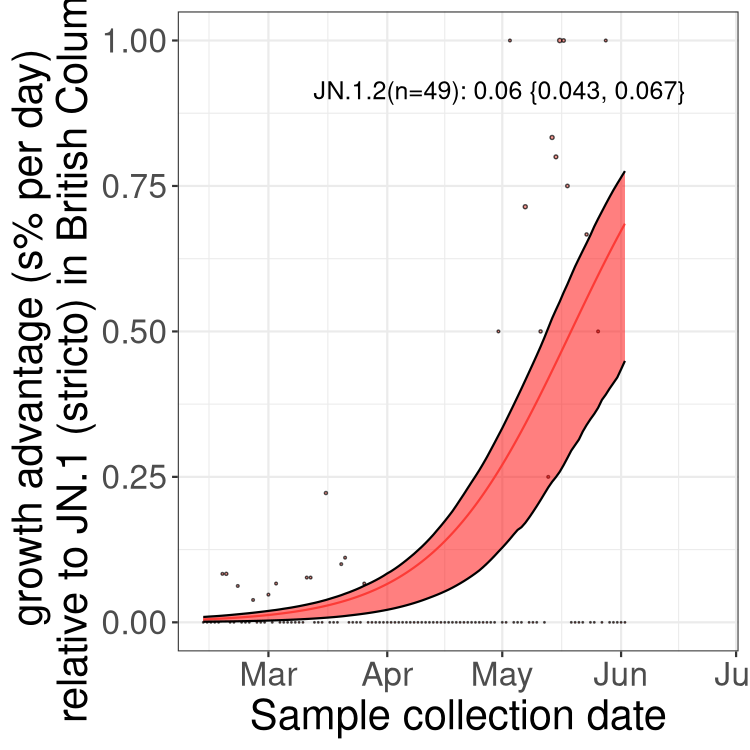 growth advantage (s% per day)
relative to JN.1 (stricto) in British Colum
1.00
0.75
0.50
0.25
0.00
JN.1.2(n=49): 0.06 {0.043, 0.067}
Mar Apr May Jun Ju
Sample collection date